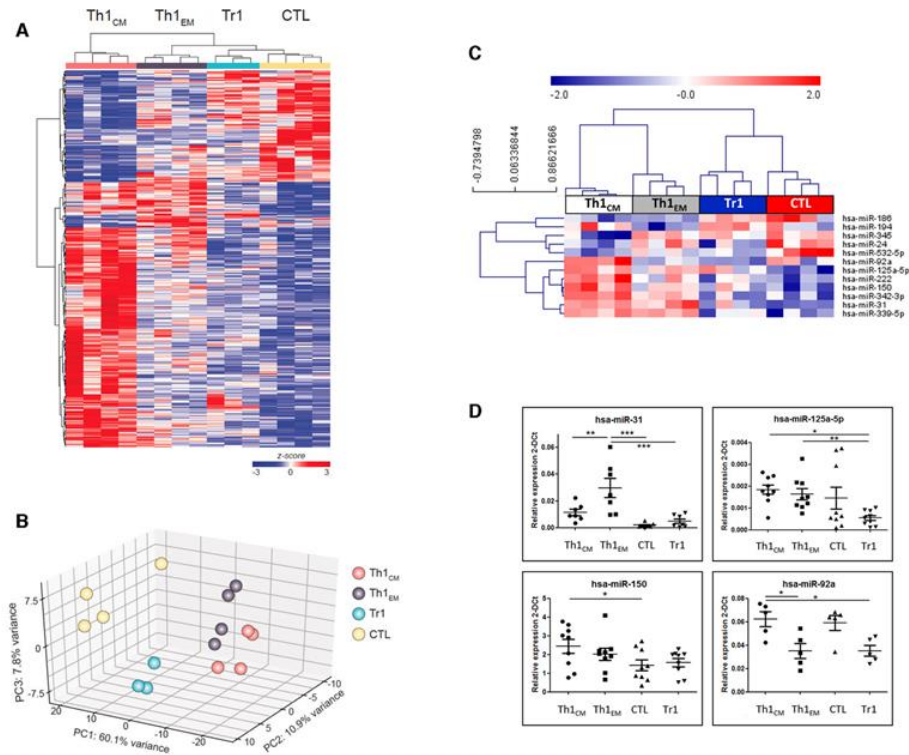 A
Th1CM Th1EM Tr1 CTL
z-score
-3 0 3
B
PC3: 7.8% variance
7.5
0
-7.5
20
10
0
-10
-20
PC1: 60.1% variance
10
5
0
-5
-10
PC2: 10.9% variance
Th1CM
Th1EM
Tr1
CTL
C
-2.0 -0.0 2.0
-0.7394798
0.06336844
0.86621666
Th1CM Th1EM Tr1 CTL
hsa-miR-186
hsa-miR-194
hsa-miR-345
hsa-miR-24
hsa-miR-532-5p
hsa-miR-92a
hsa-miR-125a-5p
hsa-miR-222
hsa-miR-150
hsa-miR-342-3p
hsa-miR-31
hsa-miR-339-5p
D
hsa-miR-31
Relative expression 2-DCt
0.08
0.06
0.04
0.02
0.00
** ***
***
Th1CM Th1EM CTL Tr1
hsa-miR-125a-5p
Relative expression 2-DCt
0.004
0.003
0.002
0.001
0.000
*
**
Th1CM Th1EM CTL Tr1
hsa-miR-150
Relative expression 2-DCt
5
4
3
2
1
0
*
Th1CM Th1EM CTL Tr1
hsa-miR-92a
Relative expression 2-DCt
0.10
0.08
0.06
0.04
0.02
0.00
* *
Th1CM Th1EM CTL Tr1